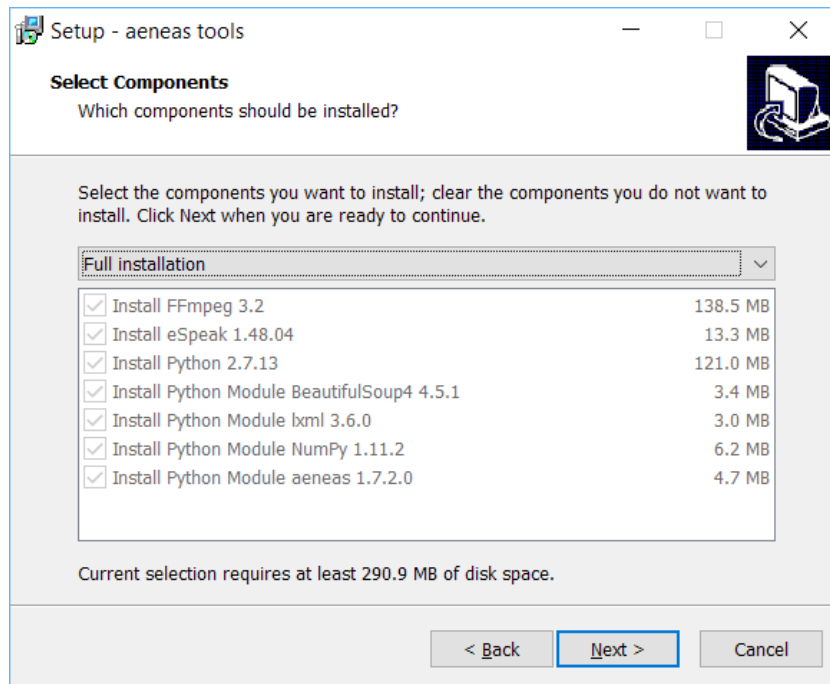 Setup - aeneas tools
Select Components
Which components should be installed?
Select the components you want to install; clear the components you do not want to
install. Click Next when you are ready to continue.
Full installation
Install FFmpeg 3.2 138.5 MB
Install eSpeak 1.48.04 13.3 MB
Install Python 2.7.13 121.0 MB
Install Python Module BeautifulSoup4 4.5.1 3.4 MB
Install Python Module lxml 3.6.0 3.0 MB
Install Python Module NumPy 1.11.2 6.2 MB
Install Python Module aeneas 1.7.2.0 4.7 MB
Current selection requires at least 290.9 MB of disk space.
< Back Next > Cancel